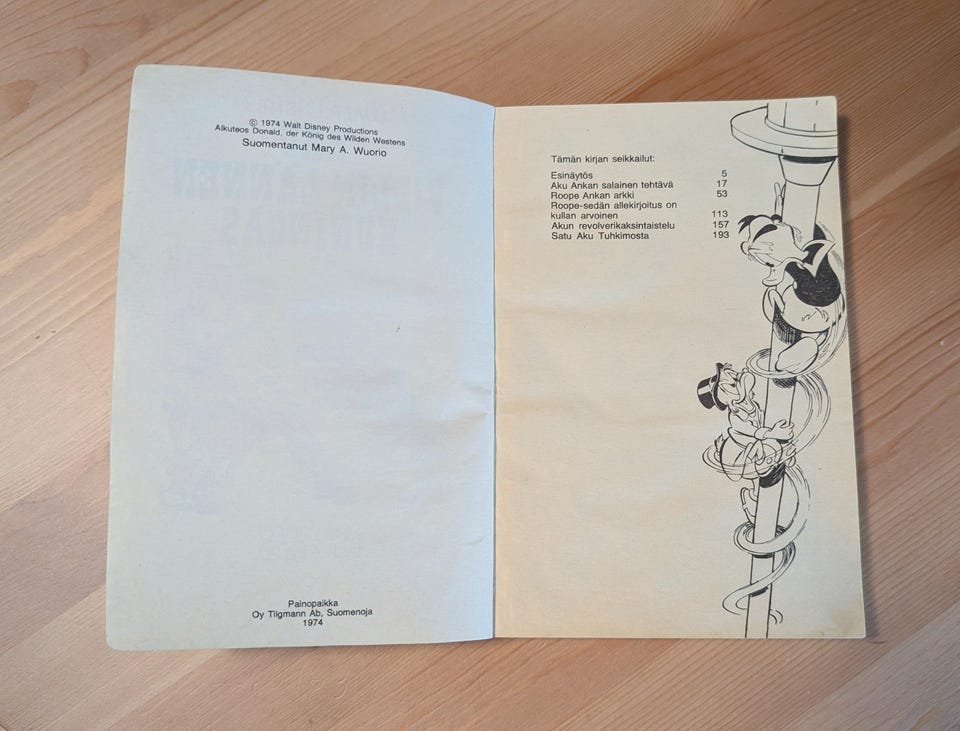 © 1974 Walt Disney Productions
Alkuteos Donald, der König des Wilden Westens
Suomentanut Mary A. Wuorio
Painopaikka
Oy Tilgmann Ab, Suomenoja
1974
Tämän kirjan seikkailut:
Esinäytös 5
Aku Ankan salainen tehtävä 17
Roope Ankan arkki 53
Roope-sedän allekirjoitus on
kullan arvoinen 113
Akun revolverikaksintaistelu 157
Satu Aku Tuhkimosta 193